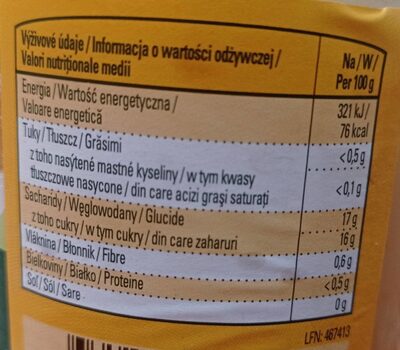 Výživové údaje / Informacja o wartości odżywczej /
Valori nutriționale medii
Na / W /
Per 100 g
Energia / Wartość energetyczna /
Valoare energetică
321 kJ /
76 kcal
Tuky / Tłuszcz / Grăsimi
<0,5 g
z toho nasýtené mastné kyseliny / w tym kwasy
tłuszczowe nasycone / din care acizi grași saturați
<0,1 g
Sacharidy / Węglowodany / Glucide
17 g
z toho cukry / w tym cukry / din care zaharuri
16 g
Vláknina / Błonnik / Fibre
0,6 g
Bielkoviny / Białko / Proteine
<0,5 g
Soľ / Sól / Sare
0 g
LFN: 467413